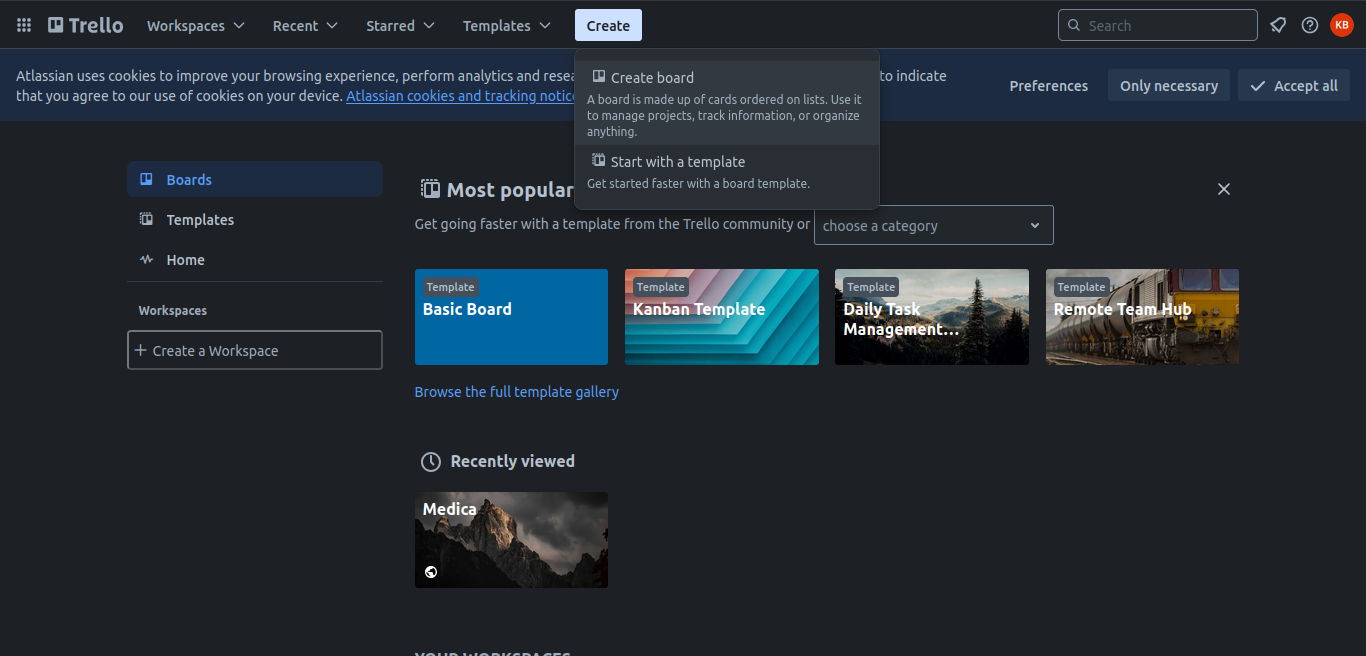 Trello
Workspaces
Recent
Starred
Templates
Create
Search
KB
Atlassian uses cookies to improve your browsing experience, perform analytics and
to indicate
that you agree to our use of cookies on your device. Atlassian cookies and tracking notice
Preferences
Only necessary
Accept all
Create board
A board is made up of cards ordered on lists. Use it
to manage projects, track information, or organize
anything.
Start with a template
Get started faster with a board template.
Boards
Templates
Home
Workspaces
Create a Workspace
Most popular
Get going faster with a template from the Trello community or
choose a category
Template
Basic Board
Template
Kanban Template
Template
Daily Task
Management...
Template
Remote Team Hub
Browse the full template gallery
Recently viewed
Medica
YOUR WORKSPACES